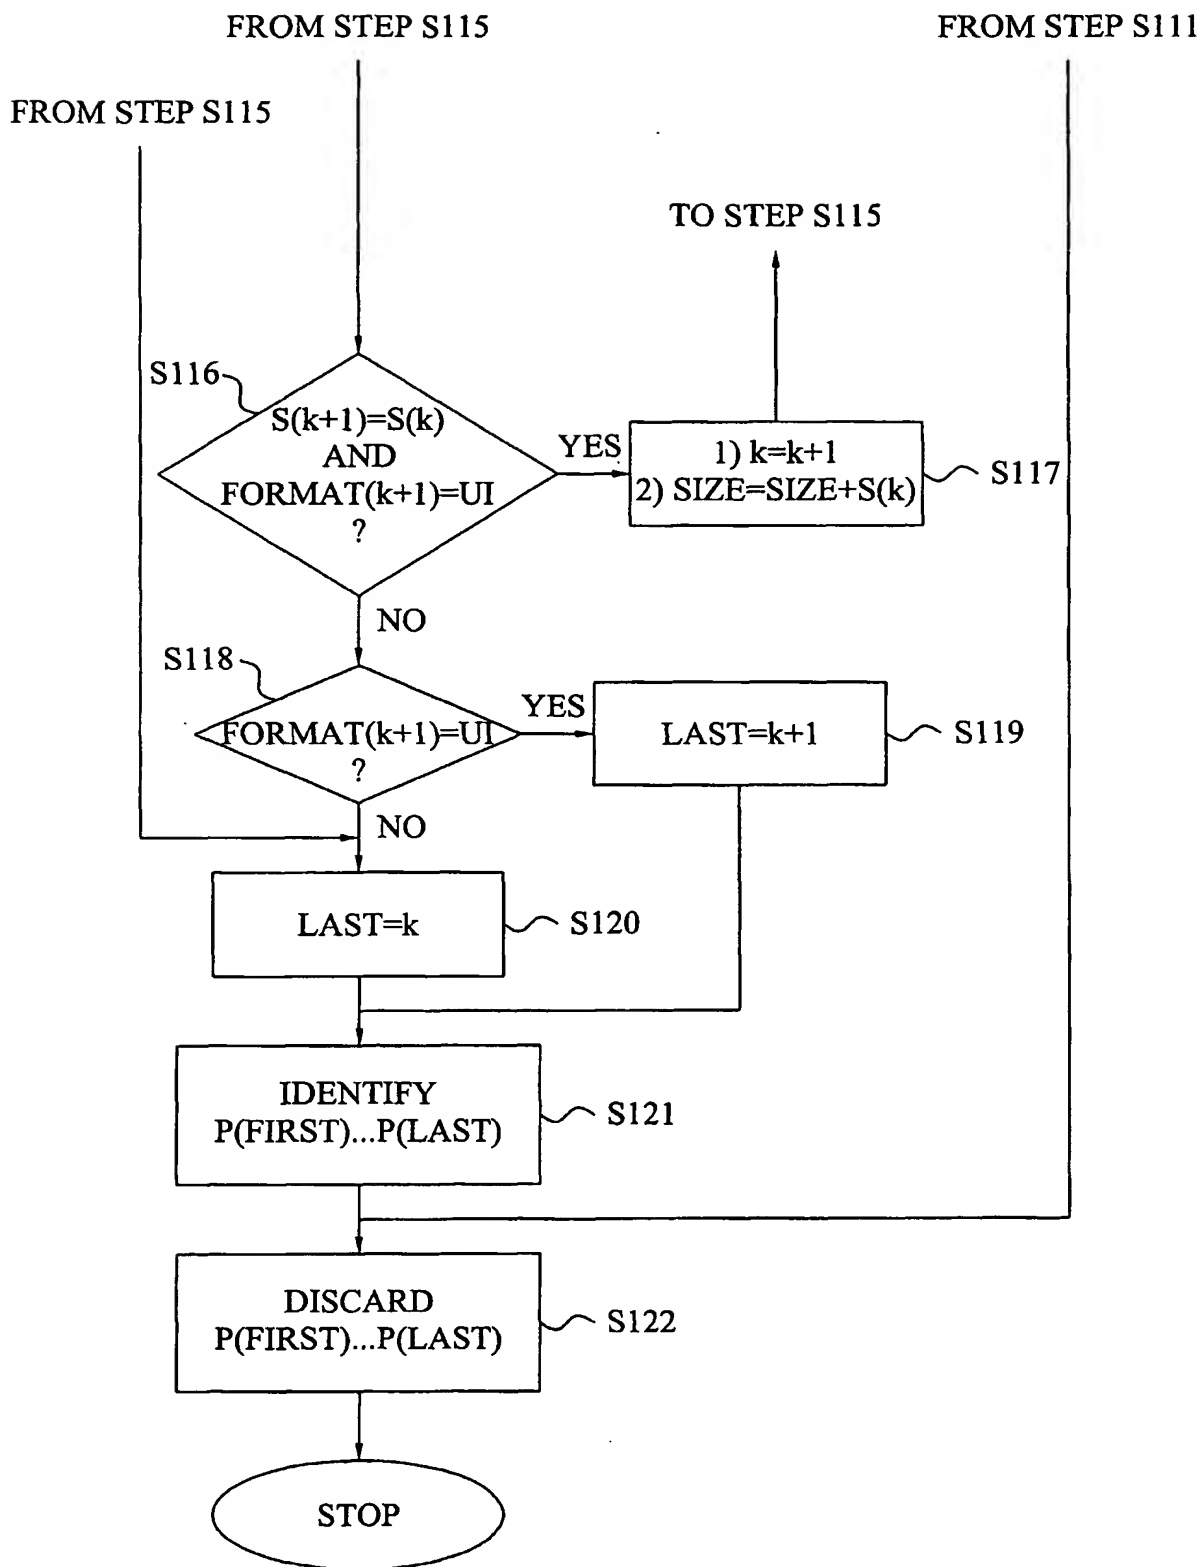 FROM STEP S115
FROM STEP S111
FROM STEP S115
TO STEP S115
S116
S(k+1)=S(k)
AND
FORMAT(k+1)=UI
?
YES
1) k=k+1
2) SIZE=SIZE+S(k)
S117
NO
S118
FORMAT(k+1)=UI
?
YES
LAST=k+1
S119
NO
LAST=k
S120
IDENTIFY
P(FIRST)...P(LAST)
S121
DISCARD
P(FIRST)...P(LAST)
S122
STOP